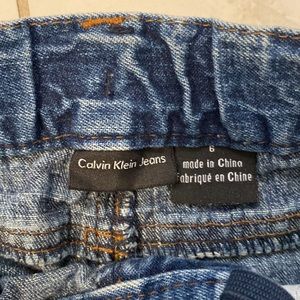 Calvin Klein Jeans
6
made in China
fabriqué en Chine